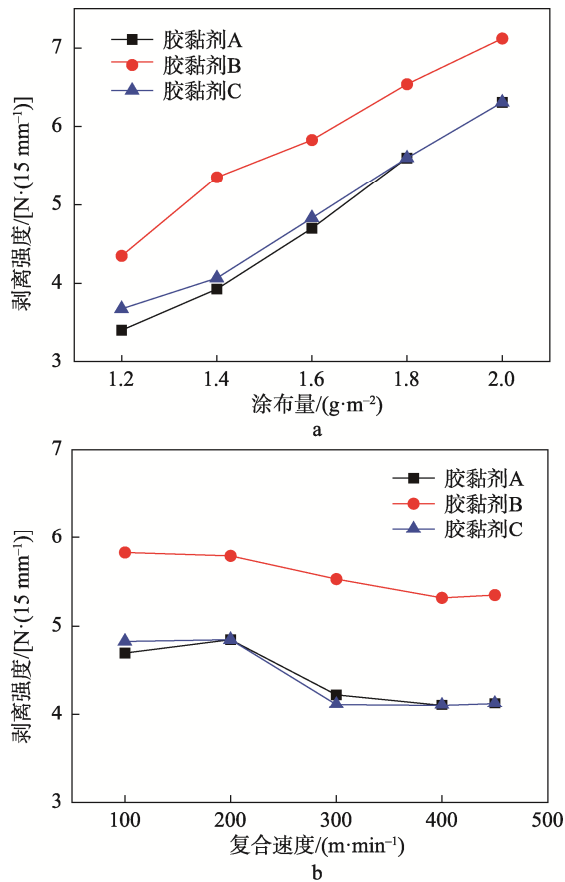 7
6
5
4
3
胶黏剂A
胶黏剂B
胶黏剂C
剥离强度/[N·(15 mm⁻¹)]
1.2 1.4 1.6 1.8 2.0
涂布量/(g·m⁻²)
a
7
6
5
4
3
胶黏剂A
胶黏剂B
胶黏剂C
剥离强度/[N·(15 mm⁻¹)]
100 200 300 400 500
复合速度/(m·min⁻¹)
b